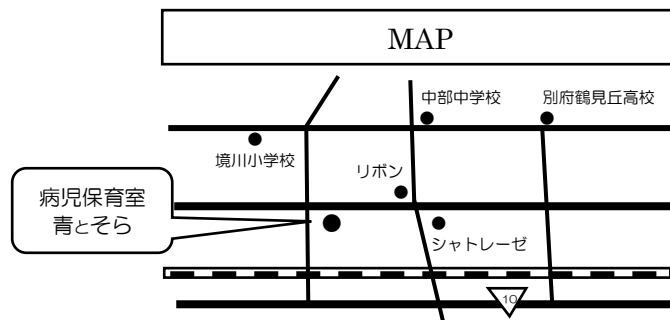 MAP
中部中学校
別府鶴見丘高校
境川小学校
リボン
病児保育室
青とそら
シャトレーゼ
10